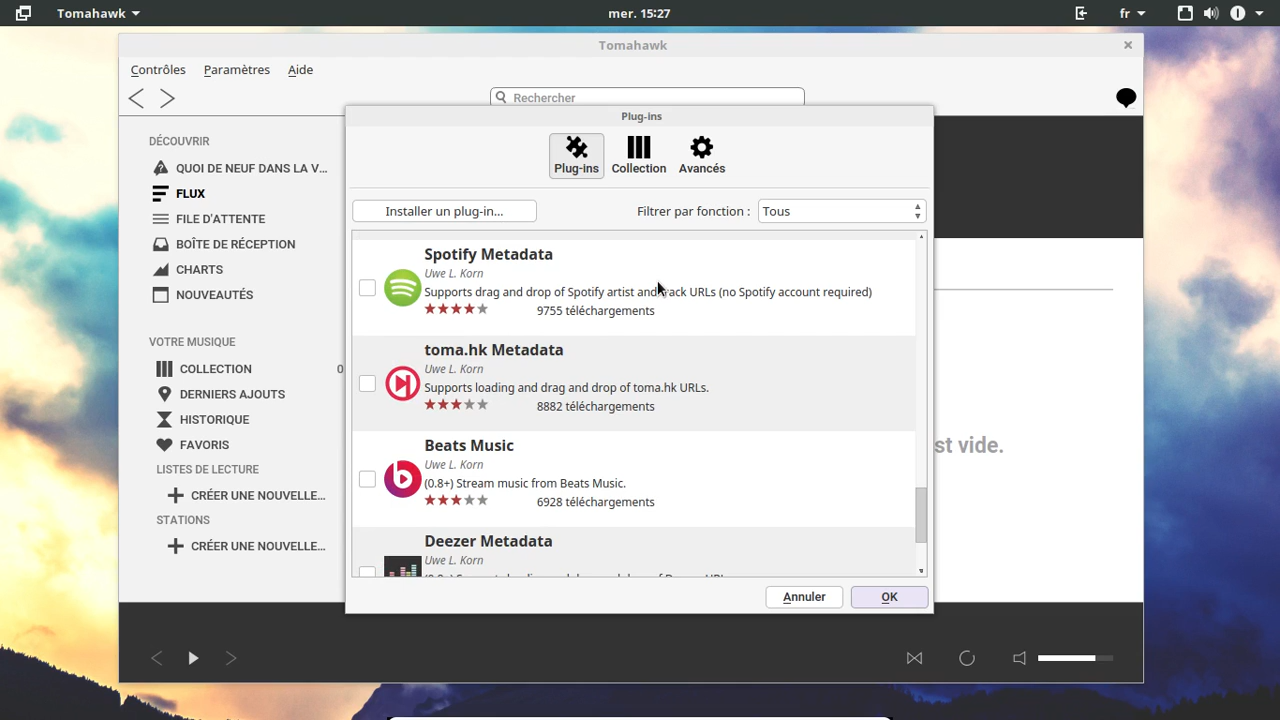 Tomahawk
mer. 15:27
fr
Tomahawk
Contrôles Paramètres Aide
Rechercher
DÉCOUVRIR
QUOI DE NEUF DANS LA V...
FLUX
FILE D'ATTENTE
BOÎTE DE RÉCEPTION
CHARTS
NOUVEAUTÉS
VOTRE MUSIQUE
COLLECTION 0
DERNIERS AJOUTS
HISTORIQUE
FAVORIS
LISTES DE LECTURE
CRÉER UNE NOUVELLE...
STATIONS
CRÉER UNE NOUVELLE...
Plug-ins
Plug-ins Collection Avancés
Installer un plug-in... Filtrer par fonction : Tous
Spotify Metadata
Uwe L. Korn
Supports drag and drop of Spotify artist and track URLs (no Spotify account required)
9755 téléchargements
toma.hk Metadata
Uwe L. Korn
Supports loading and drag and drop of toma.hk URLs.
8882 téléchargements
Beats Music
Uwe L. Korn
(0.8+) Stream music from Beats Music.
6928 téléchargements
Deezer Metadata
Uwe L. Korn
Annuler OK
st vide.